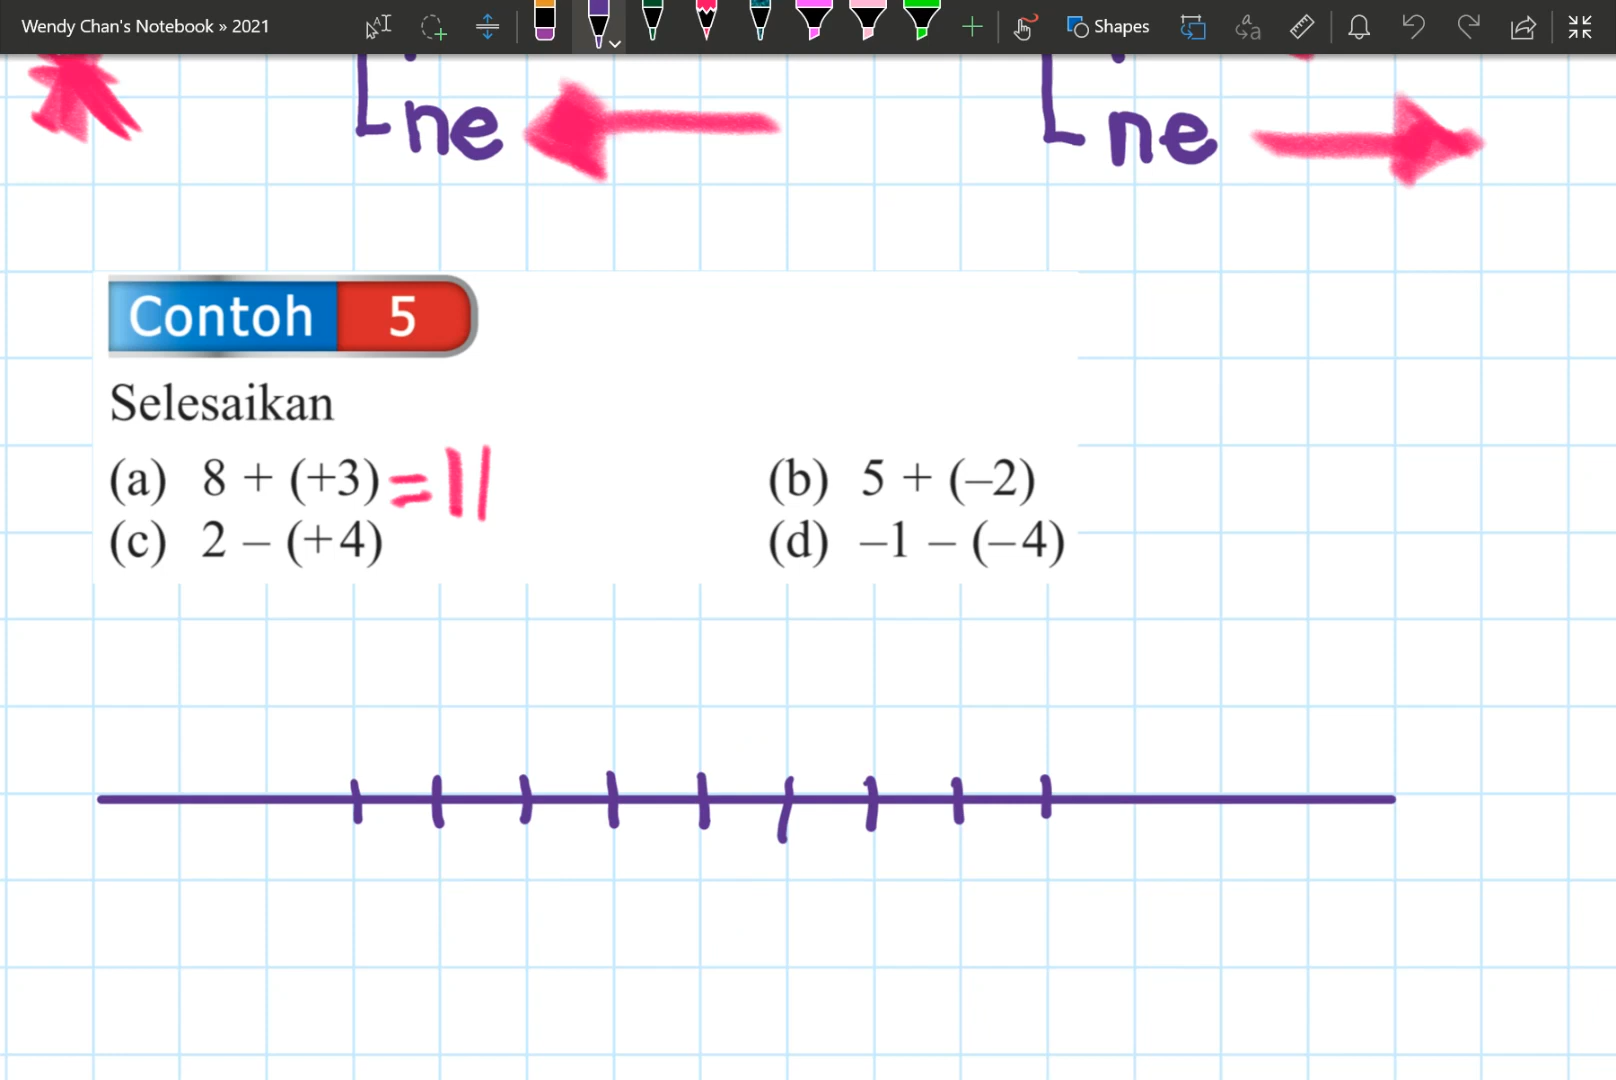 Wendy Chan's Notebook » 2021
Shapes
ne
ne
Contoh 5
Selesaikan
(a) 8 + (+3) = 11
(b) 5 + (–2)
(c) 2 – (+4)
(d) –1 – (–4)